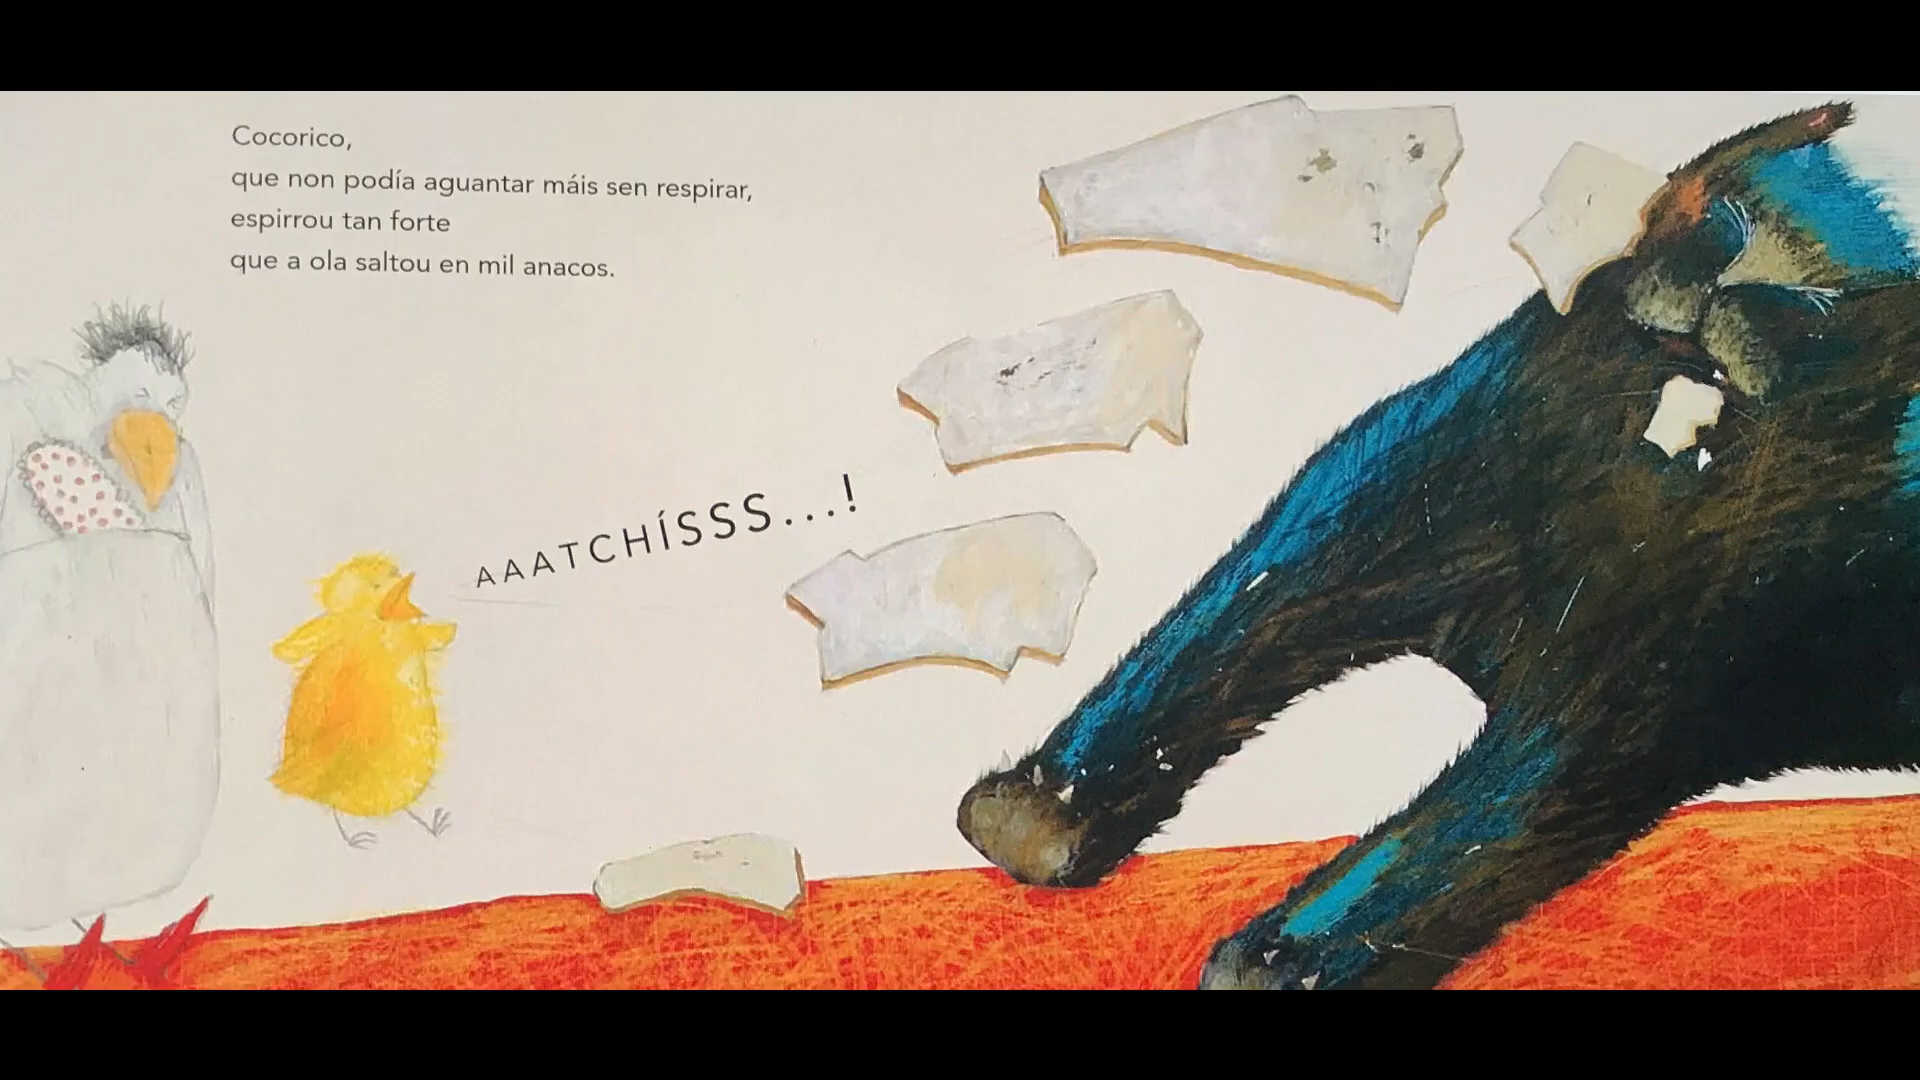 Cocorico,
que non podía aguantar máis sen respirar,
espirrou tan forte
que a ola saltou en mil anacos.
AAATCHÍSSS...!